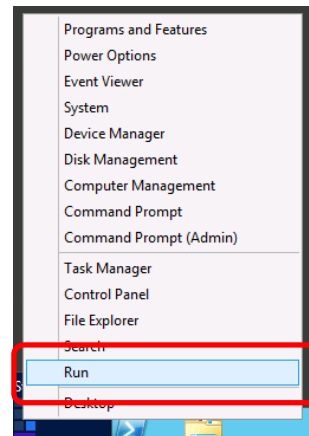 Programs and Features
Power Options
Event Viewer
System
Device Manager
Disk Management
Computer Management
Command Prompt
Command Prompt (Admin)
Task Manager
Control Panel
File Explorer
Search
Run
Desktop